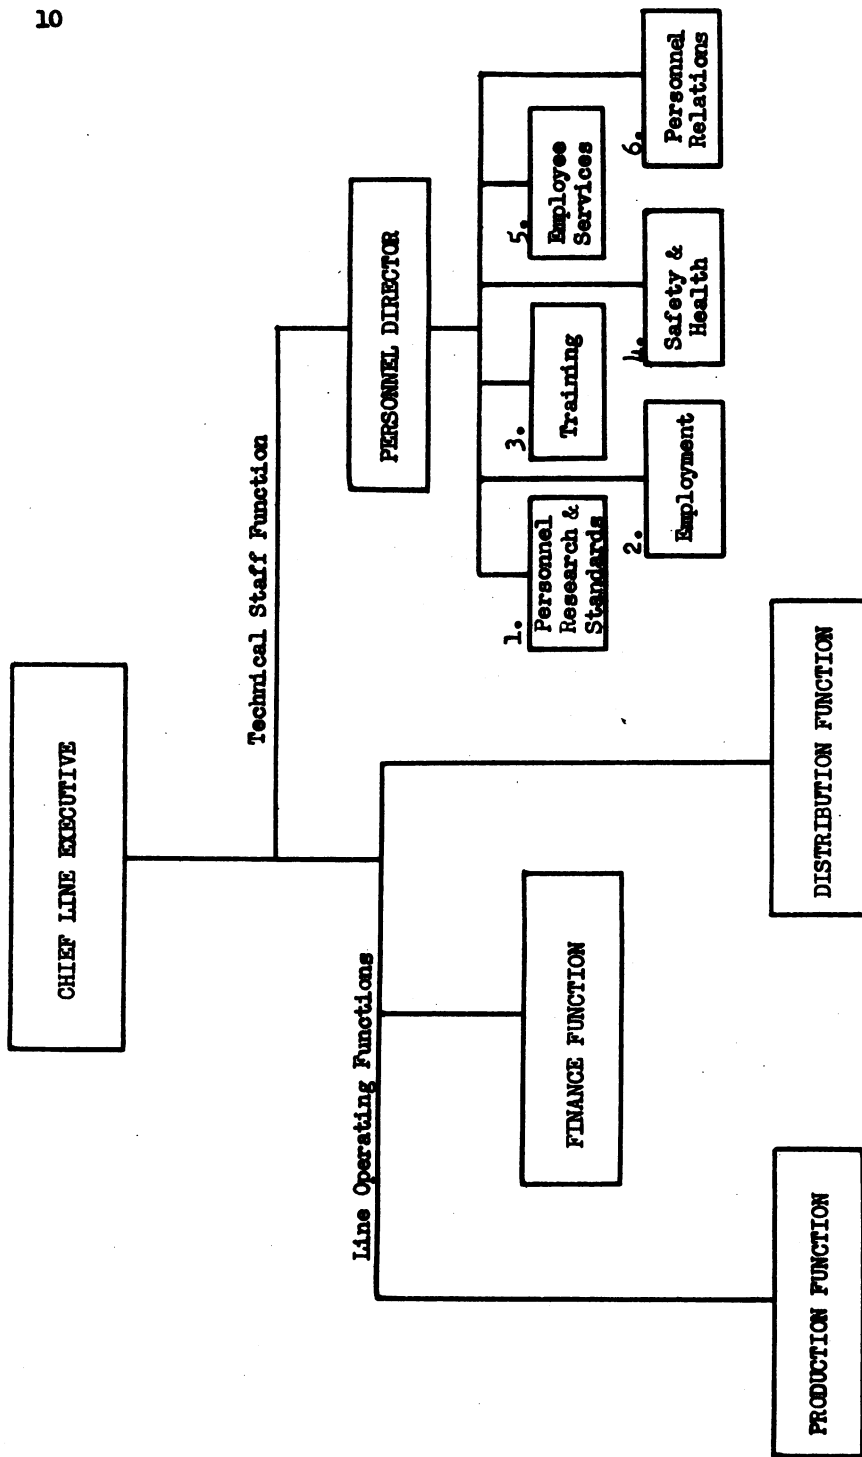 10
CHIEF LINE EXECUTIVE
Technical Staff Function
Line Operating Functions
PERSONNEL DIRECTOR
FINANCE FUNCTION
PRODUCTION FUNCTION
DISTRIBUTION FUNCTION
1.
Personnel
Research &
Standards
2.
Employment
3.
Training
4.
Safety &
Health
5.
Employee
Services
6.
Personnel
Relations